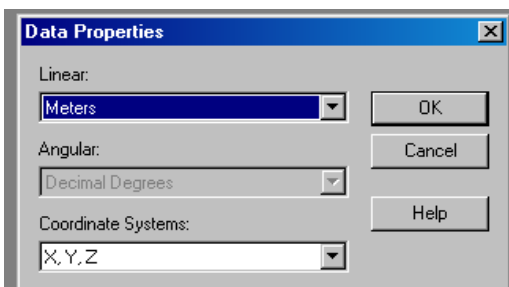 Data Properties
Linear:
Meters
OK
Angular:
Cancel
Decimal Degrees
Help
Coordinate Systems:
X,Y,Z